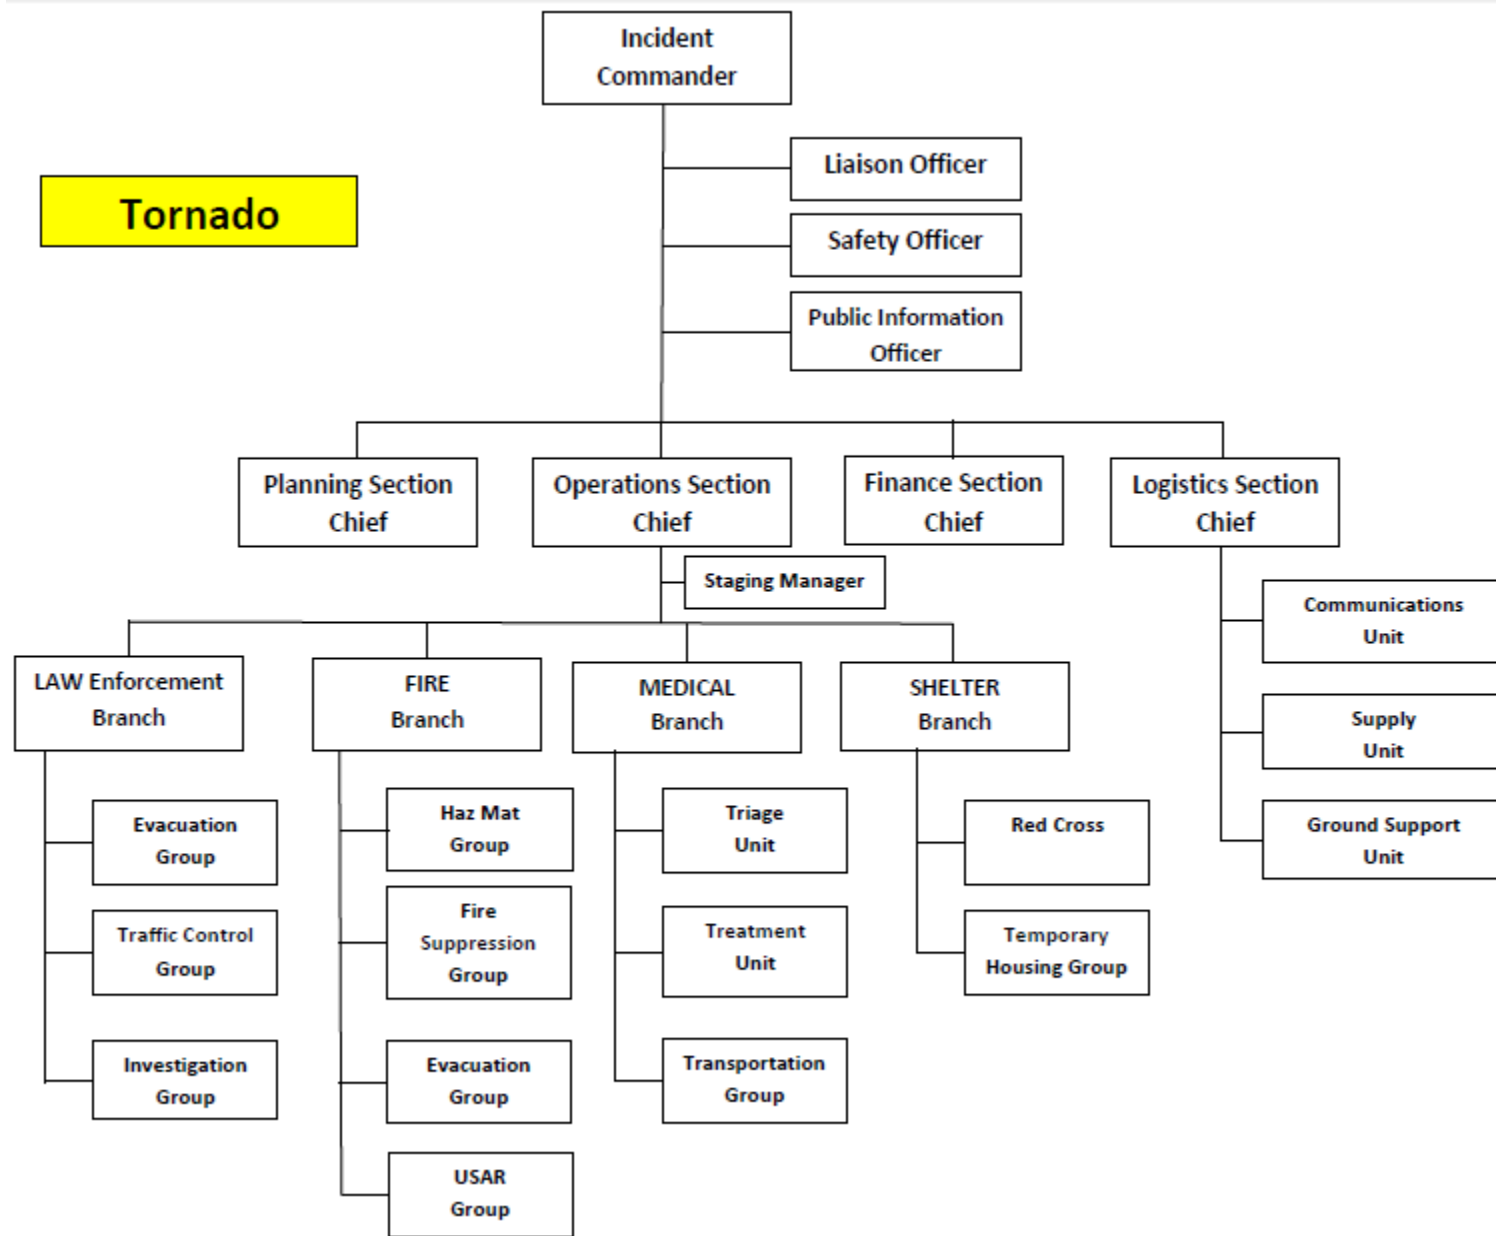 Incident
Commander
Liaison Officer
Tornado
Safety Officer
Public Information
Officer
Planning Section
Chief
Operations Section
Chief
Finance Section
Chief
Logistics Section
Chief
Staging Manager
Communications
Unit
Supply
Unit
Ground Support
Unit
LAW Enforcement
Branch
FIRE
Branch
MEDICAL
Branch
SHELTER
Branch
Evacuation
Group
Traffic Control
Group
Investigation
Group
Haz Mat
Group
Fire
Suppression
Group
Evacuation
Group
USAR
Group
Triage
Unit
Treatment
Unit
Transportation
Group
Red Cross
Temporary
Housing Group